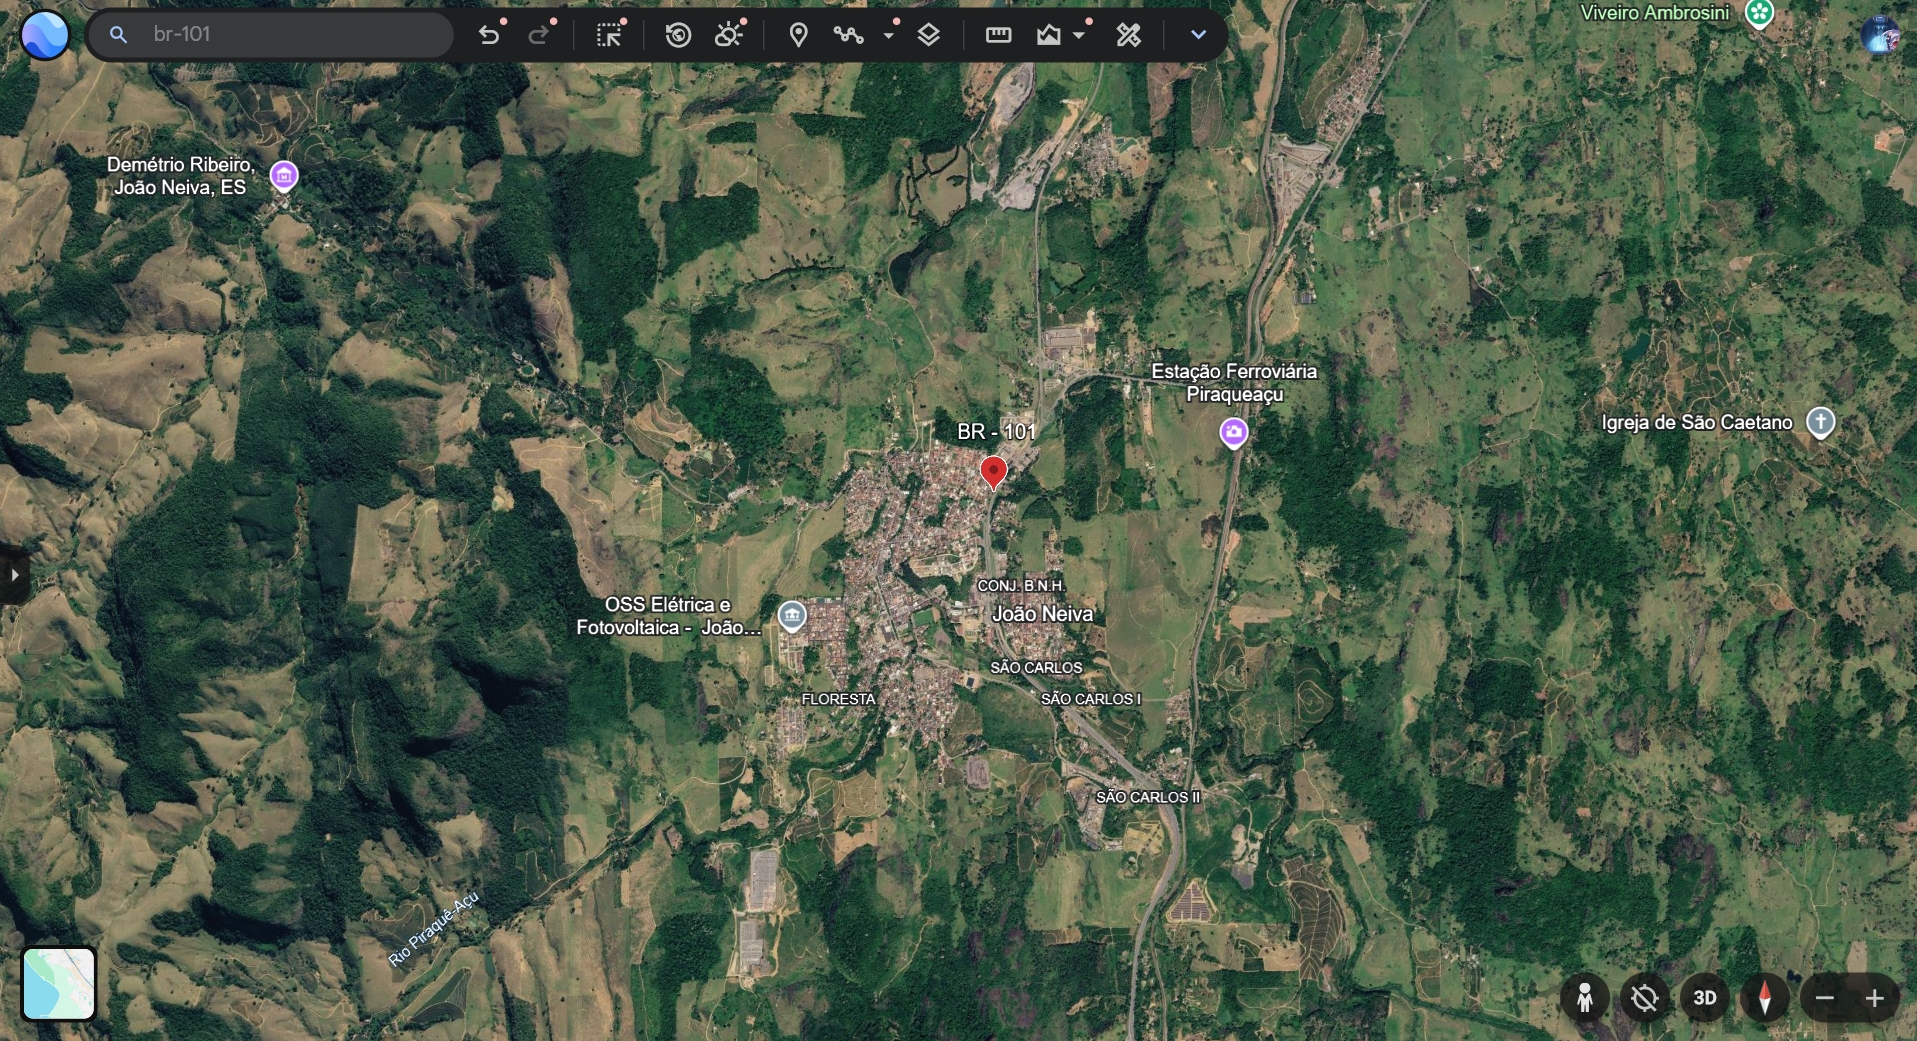 br-101
Viveiro Ambrosini
Demétrio Ribeiro,
João Neiva, ES
Estação Ferroviária
Piraqueaçu
Igreja de São Caetano
BR - 101
CONJ. B.N.H.
João Neiva
OSS Elétrica e
Fotovoltaica - João...
SÃO CARLOS
FLORESTA
SÃO CARLOS I
SÃO CARLOS II
Rio Piraquê-Açu
3D